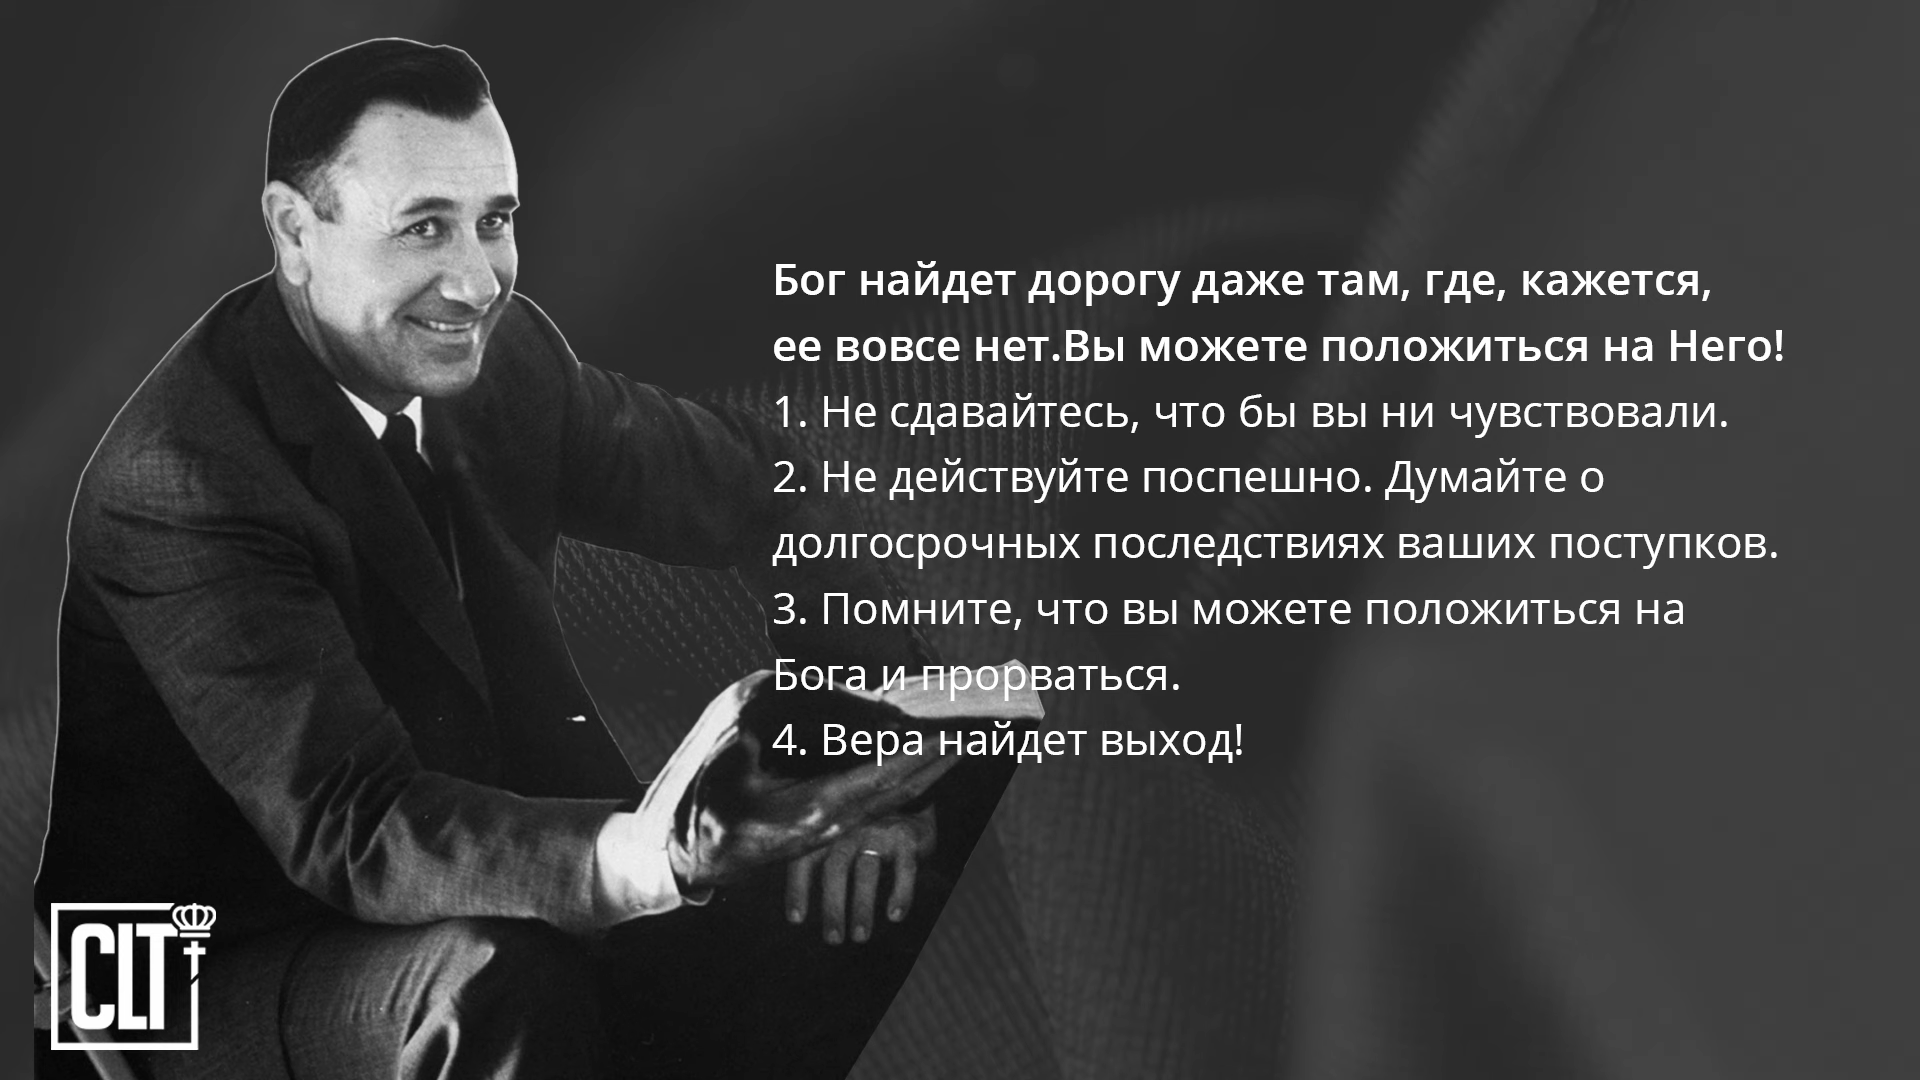 Бог найдет дорогу даже там, где, кажется,
ее вовсе нет.Вы можете положиться на Него!
1. Не сдавайтесь, что бы вы ни чувствовали.
2. Не действуйте поспешно. Думайте о
долгосрочных последствиях ваших поступков.
3. Помните, что вы можете положиться на
Бога и прорваться.
4. Вера найдет выход!
CLT